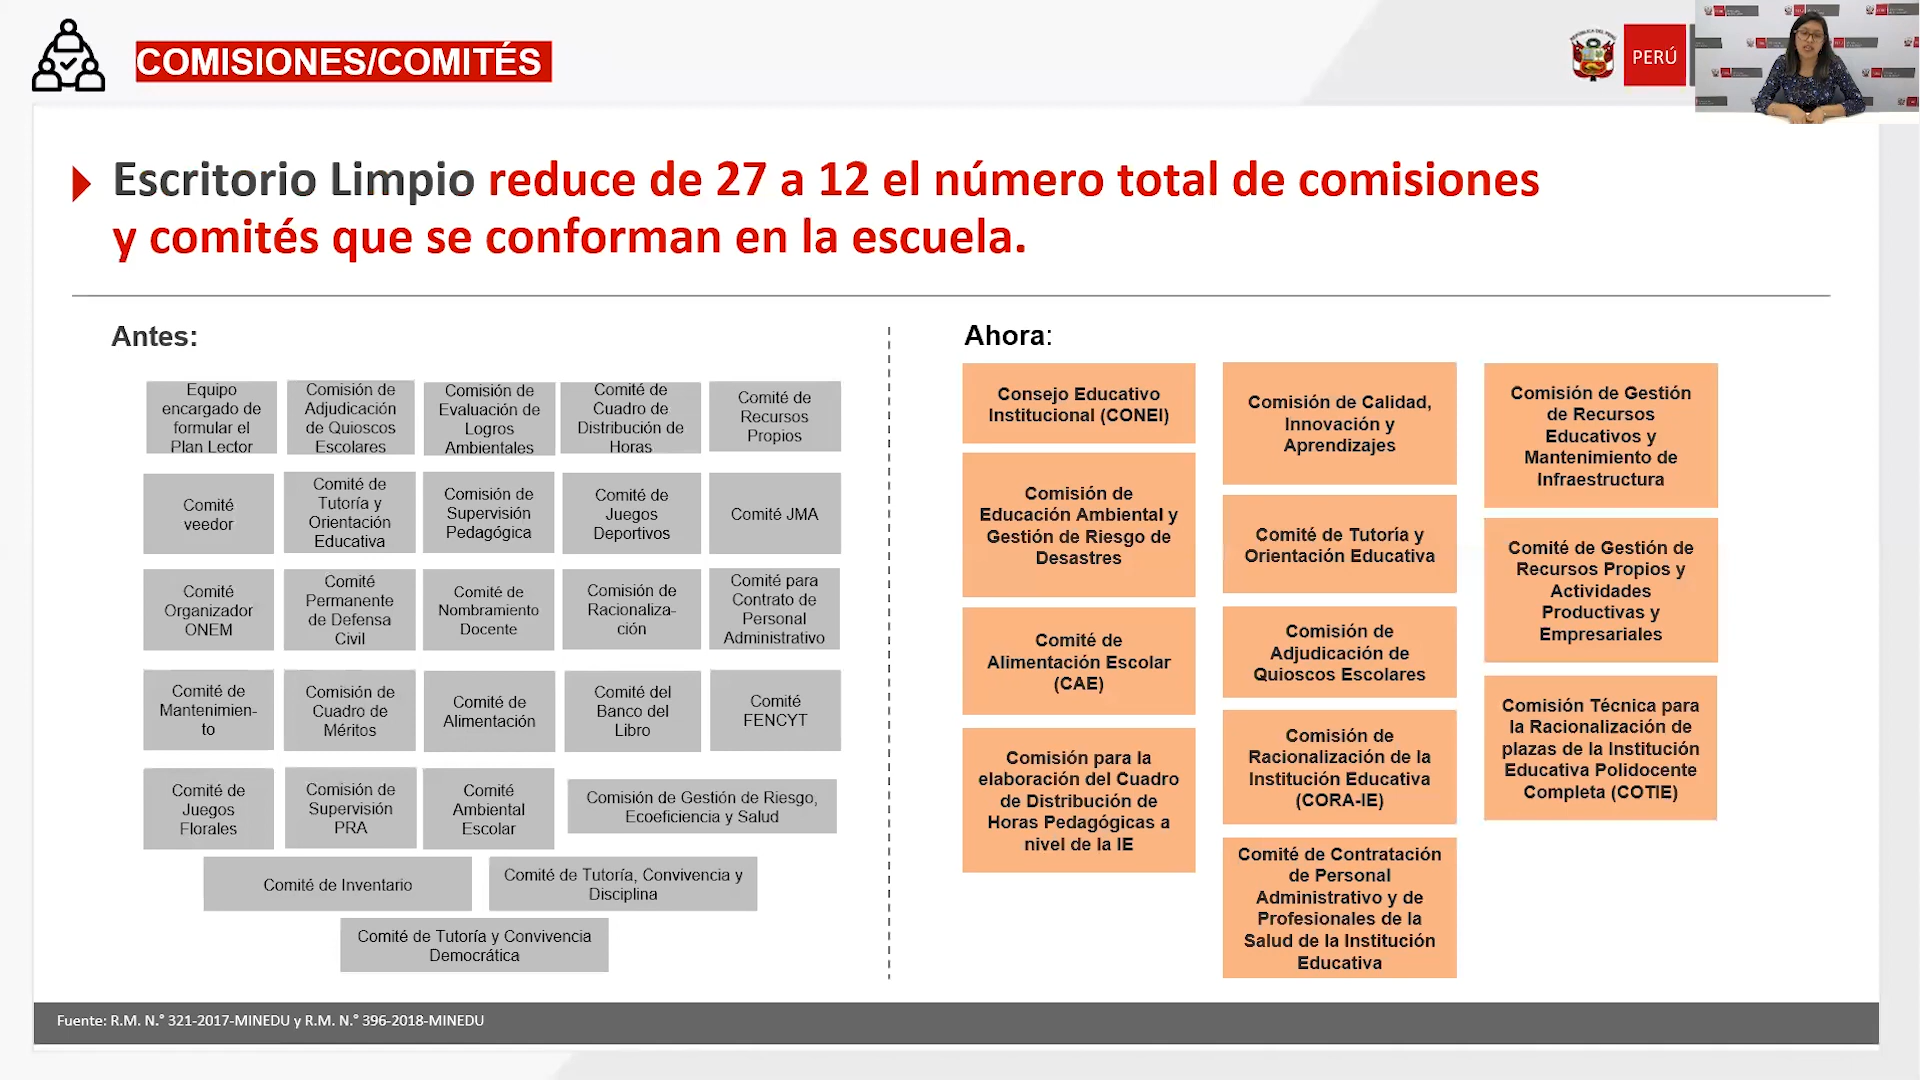 COMISIONES/COMITÉS
PERÚ
Escritorio Limpio reduce de 27 a 12 el número total de comisiones
y comités que se conforman en la escuela.
Antes:
Equipo
encargado de
formular el
Plan Lector
Comisión de
Adjudicación
de Quioscos
Escolares
Comisión de
Evaluación de
Logros
Ambientales
Comité de
Cuadro de
Distribución de
Horas
Comité de
Recursos
Propios
Comité
veedor
Comité de
Tutoría y
Orientación
Educativa
Comisión de
Supervisión
Pedagógica
Comité de
Juegos
Deportivos
Comité JMA
Comité
Organizador
ONEM
Comité
Permanente
de Defensa
Civil
Comité de
Nombramiento
Docente
Comisión de
Racionaliza-
ción
Comité para
Contrato de
Personal
Administrativo
Comité de
Mantenimien-
to
Comisión de
Cuadro de
Méritos
Comité de
Alimentación
Comité del
Banco del
Libro
Comité
FENCYT
Comité de
Juegos
Florales
Comisión de
Supervisión
PRA
Comité
Ambiental
Escolar
Comisión de Gestión de Riesgo,
Ecoeficiencia y Salud
Comité de Inventario
Comité de Tutoría, Convivencia y
Disciplina
Comité de Tutoría y Convivencia
Democrática
Ahora:
Consejo Educativo
Institucional (CONEI)
Comisión de
Educación Ambiental y
Gestión de Riesgo de
Desastres
Comité de
Alimentación Escolar
(CAE)
Comisión para la
elaboración del Cuadro
de Distribución de
Horas Pedagógicas a
nivel de la IE
Comisión de Calidad,
Innovación y
Aprendizajes
Comité de Tutoría y
Orientación Educativa
Comisión de
Adjudicación de
Quioscos Escolares
Comisión de
Racionalización de la
Institución Educativa
(CORA-IE)
Comité de Contratación
de Personal
Administrativo y de
Profesionales de la
Salud de la Institución
Educativa
Comisión de Gestión
de Recursos
Educativos y
Mantenimiento de
Infraestructura
Comité de Gestión de
Recursos Propios y
Actividades
Productivas y
Empresariales
Comisión Técnica para
la Racionalización de
plazas de la Institución
Educativa Polidocente
Completa (COTIE)
Fuente: R.M. N.° 321-2017-MINEDU y R.M. N.° 396-2018-MINEDU